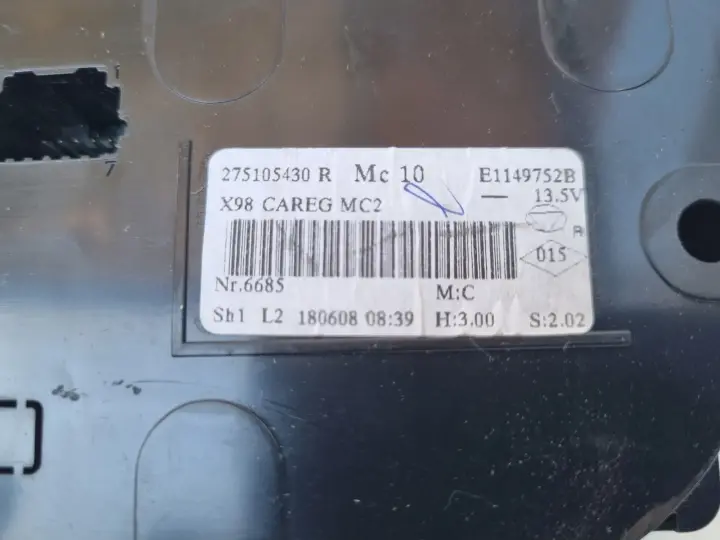 275105430 R Mc 10 E1149752B
X98 CAREG MC2 13.5V
R
015
Nr.6685 M:C
Sh1 L2 180608 08:39 H:3.00 S:2.02
7